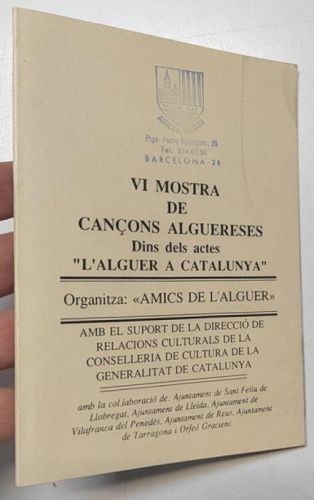 Ptge. Pedro Rodríguez, 20
Tel. 334 60 50
BARCELONA-28
VI MOSTRA
DE
CANÇONS ALGUERESES
Dins dels actes
"L'ALGUER A CATALUNYA"
Organitza: «AMICS DE L'ALGUER»
AMB EL SUPORT DE LA DIRECCIÓ DE
RELACIONS CULTURALS DE LA
CONSELLERIA DE CULTURA DE LA
GENERALITAT DE CATALUNYA
amb la col.laboració de: Ajuntament de Sant Feliu de
Llobregat, Ajuntament de Lleida, Ajuntament de
Vilafranca del Penedès, Ajuntament de Reus, Ajuntament
de Tarragona i Orfeó Gracienc.